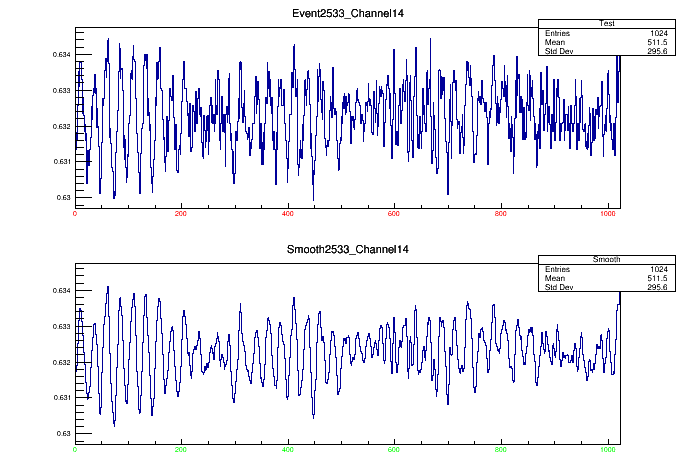 Event2533_Channel14
Test
Entries 1024
Mean 511.5
Std Dev 295.6
0.634
0.633
0.632
0.631
0.63
0 200 400 600 800 1000
Smooth2533_Channel14
Smooth
Entries 1024
Mean 511.5
Std Dev 295.6
0.634
0.633
0.632
0.631
0.63
0 200 400 600 800 1000